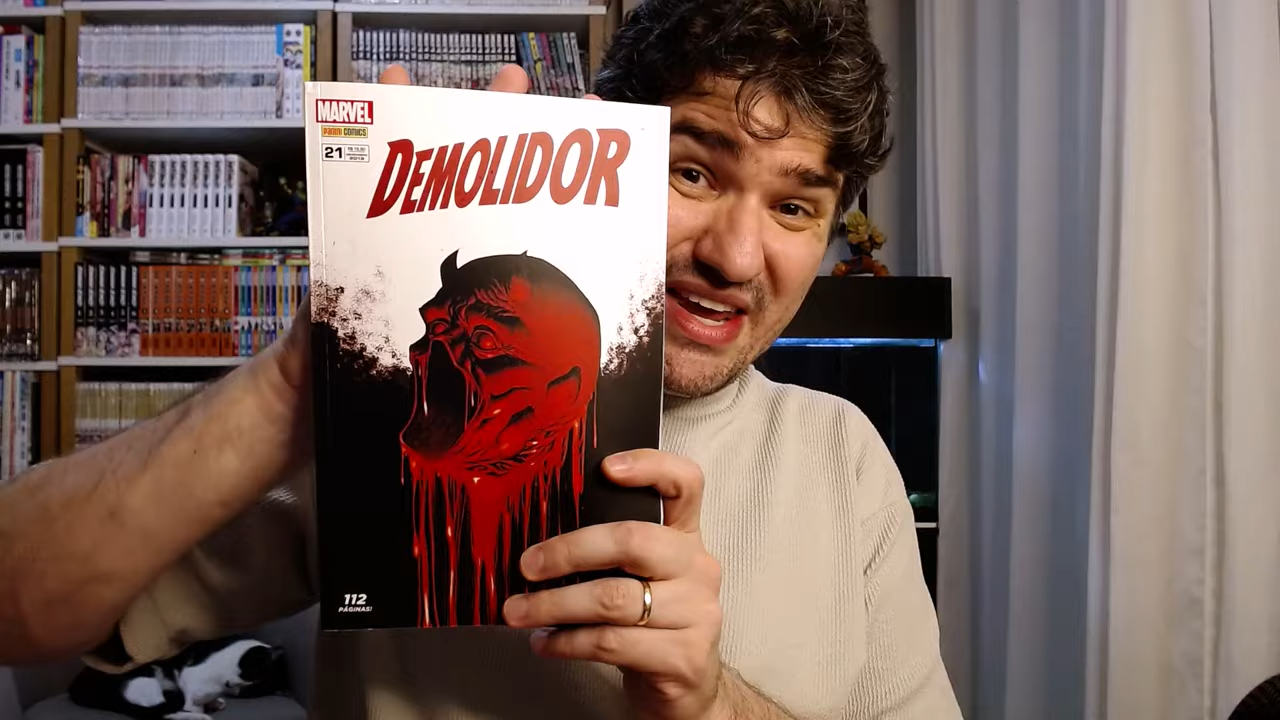 MARVEL
PANINI COMICS
21
DEMOLIDOR
112
PÁGINAS!